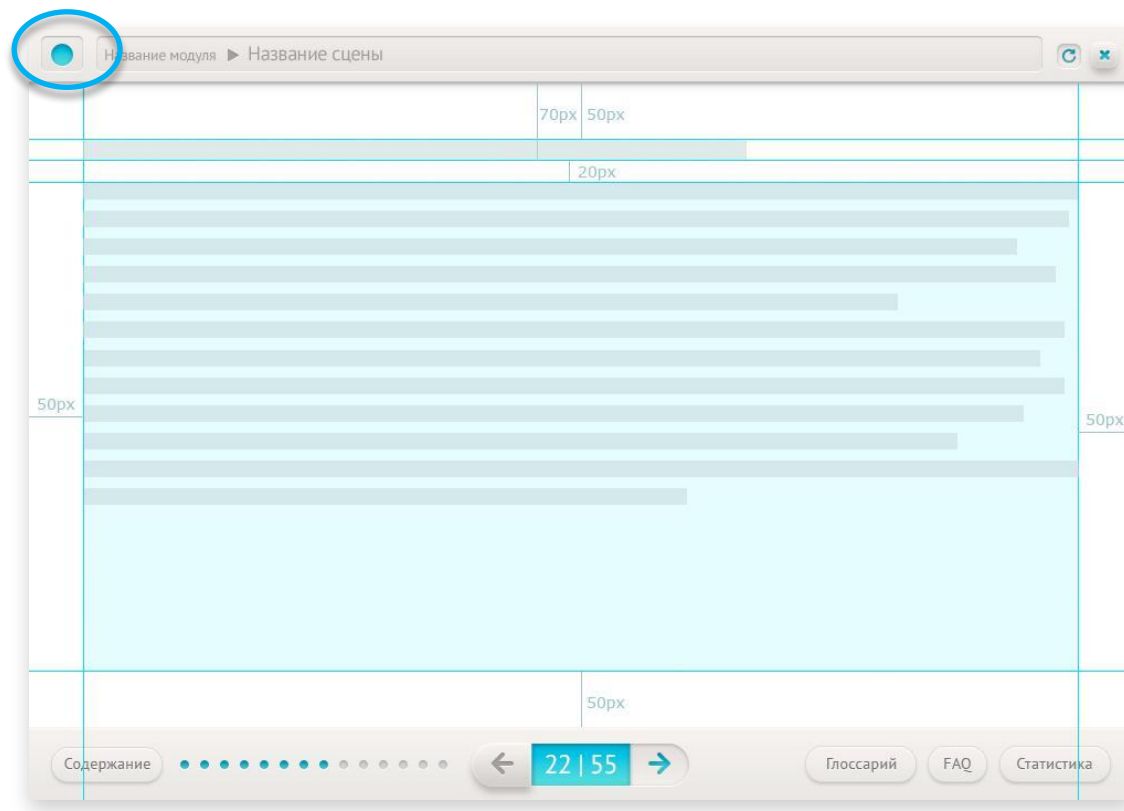 Название модуля ▶ Название сцены
70px 50px
20px
50px
50px
50px
Содержание 22 | 55 Глоссарий FAQ Статистика